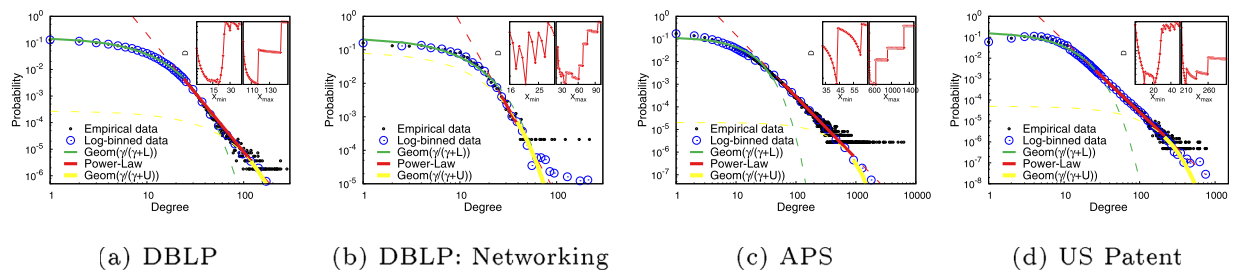 10^0
10^-1
10^-2
10^-3
10^-4
10^-5
10^-6
Probability
1 10 100
Degree
Empirical data
Log-binned data
Geom(γ/(γ+L))
Power-Law
Geom(γ/(γ+U))
D
15 30 110 130
X_min X_max
(a) DBLP
10^0
10^-1
10^-2
10^-3
10^-4
10^-5
Probability
1 10 100
Degree
Empirical data
Log-binned data
Geom(γ/(γ+L))
Power-Law
Geom(γ/(γ+U))
D
16 25 30 60 90
X_min X_max
(b) DBLP: Networking
10^0
10^-1
10^-2
10^-3
10^-4
10^-5
10^-6
10^-7
Probability
1 10 100 1000 10000
Degree
Empirical data
Log-binned data
Geom(γ/(γ+L))
Power-Law
Geom(γ/(γ+U))
D
35 45 55 600 1000 1400
X_min X_max
(c) APS
10^0
10^-1
10^-2
10^-3
10^-4
10^-5
10^-6
10^-7
10^-8
Probability
1 10 100 1000
Degree
Empirical data
Log-binned data
Geom(γ/(γ+L))
Power-Law
Geom(γ/(γ+U))
D
20 40 210 260
X_min X_max
(d) US Patent